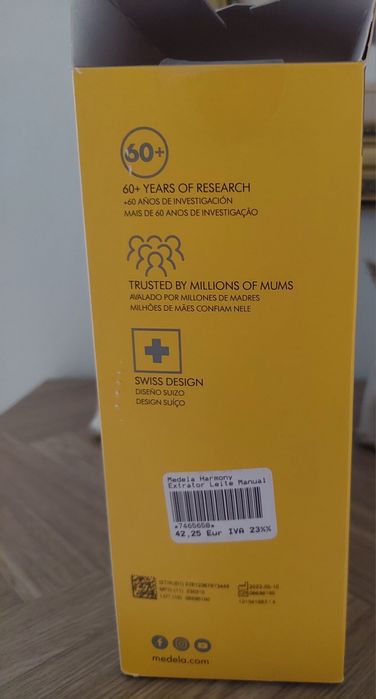 60+
60+ YEARS OF RESEARCH
+60 AÑOS DE INVESTIGACIÓN
MAIS DE 60 ANOS DE INVESTIGAÇÃO
TRUSTED BY MILLIONS OF MUMS
AVALADO POR MILLONES DE MADRES
MILHÕES DE MÃES CONFIAM NELE
SWISS DESIGN
DISEÑO SUIZO
DESIGN SUÍÇO
Medela Harmony
Extrator Leite Manual
*7465658*
42,25 Eur IVA 23%%
medela.com